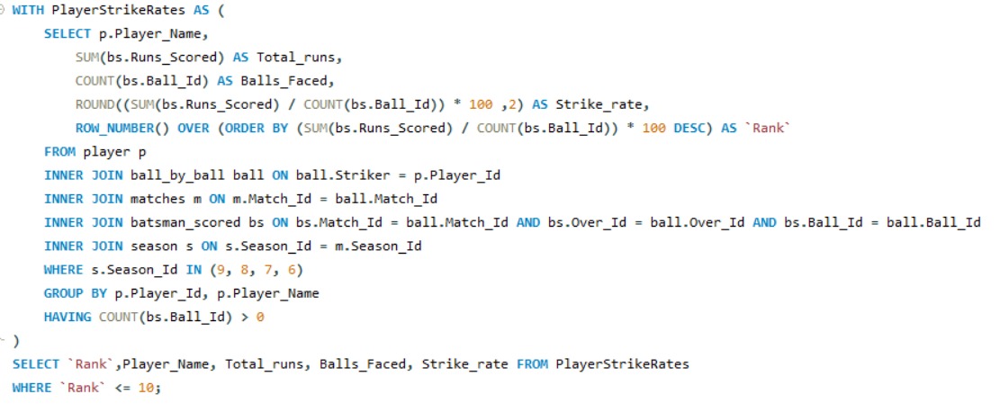 WITH PlayerStrikeRates AS (
    SELECT p.Player_Name,
        SUM(bs.Runs_Scored) AS Total_runs,
        COUNT(bs.Ball_Id) AS Balls_Faced,
        ROUND((SUM(bs.Runs_Scored) / COUNT(bs.Ball_Id)) * 100 ,2) AS Strike_rate,
        ROW_NUMBER() OVER (ORDER BY (SUM(bs.Runs_Scored) / COUNT(bs.Ball_Id)) * 100 DESC) AS `Rank`
    FROM player p
    INNER JOIN ball_by_ball ball ON ball.Striker = p.Player_Id
    INNER JOIN matches m ON m.Match_Id = ball.Match_Id
    INNER JOIN batsman_scored bs ON bs.Match_Id = ball.Match_Id AND bs.Over_Id = ball.Over_Id AND bs.Ball_Id = ball.Ball_Id
    INNER JOIN season s ON s.Season_Id = m.Season_Id
    WHERE s.Season_Id IN (9, 8, 7, 6)
    GROUP BY p.Player_Id, p.Player_Name
    HAVING COUNT(bs.Ball_Id) > 0
)
SELECT `Rank`,Player_Name, Total_runs, Balls_Faced, Strike_rate FROM PlayerStrikeRates
WHERE `Rank` <= 10;